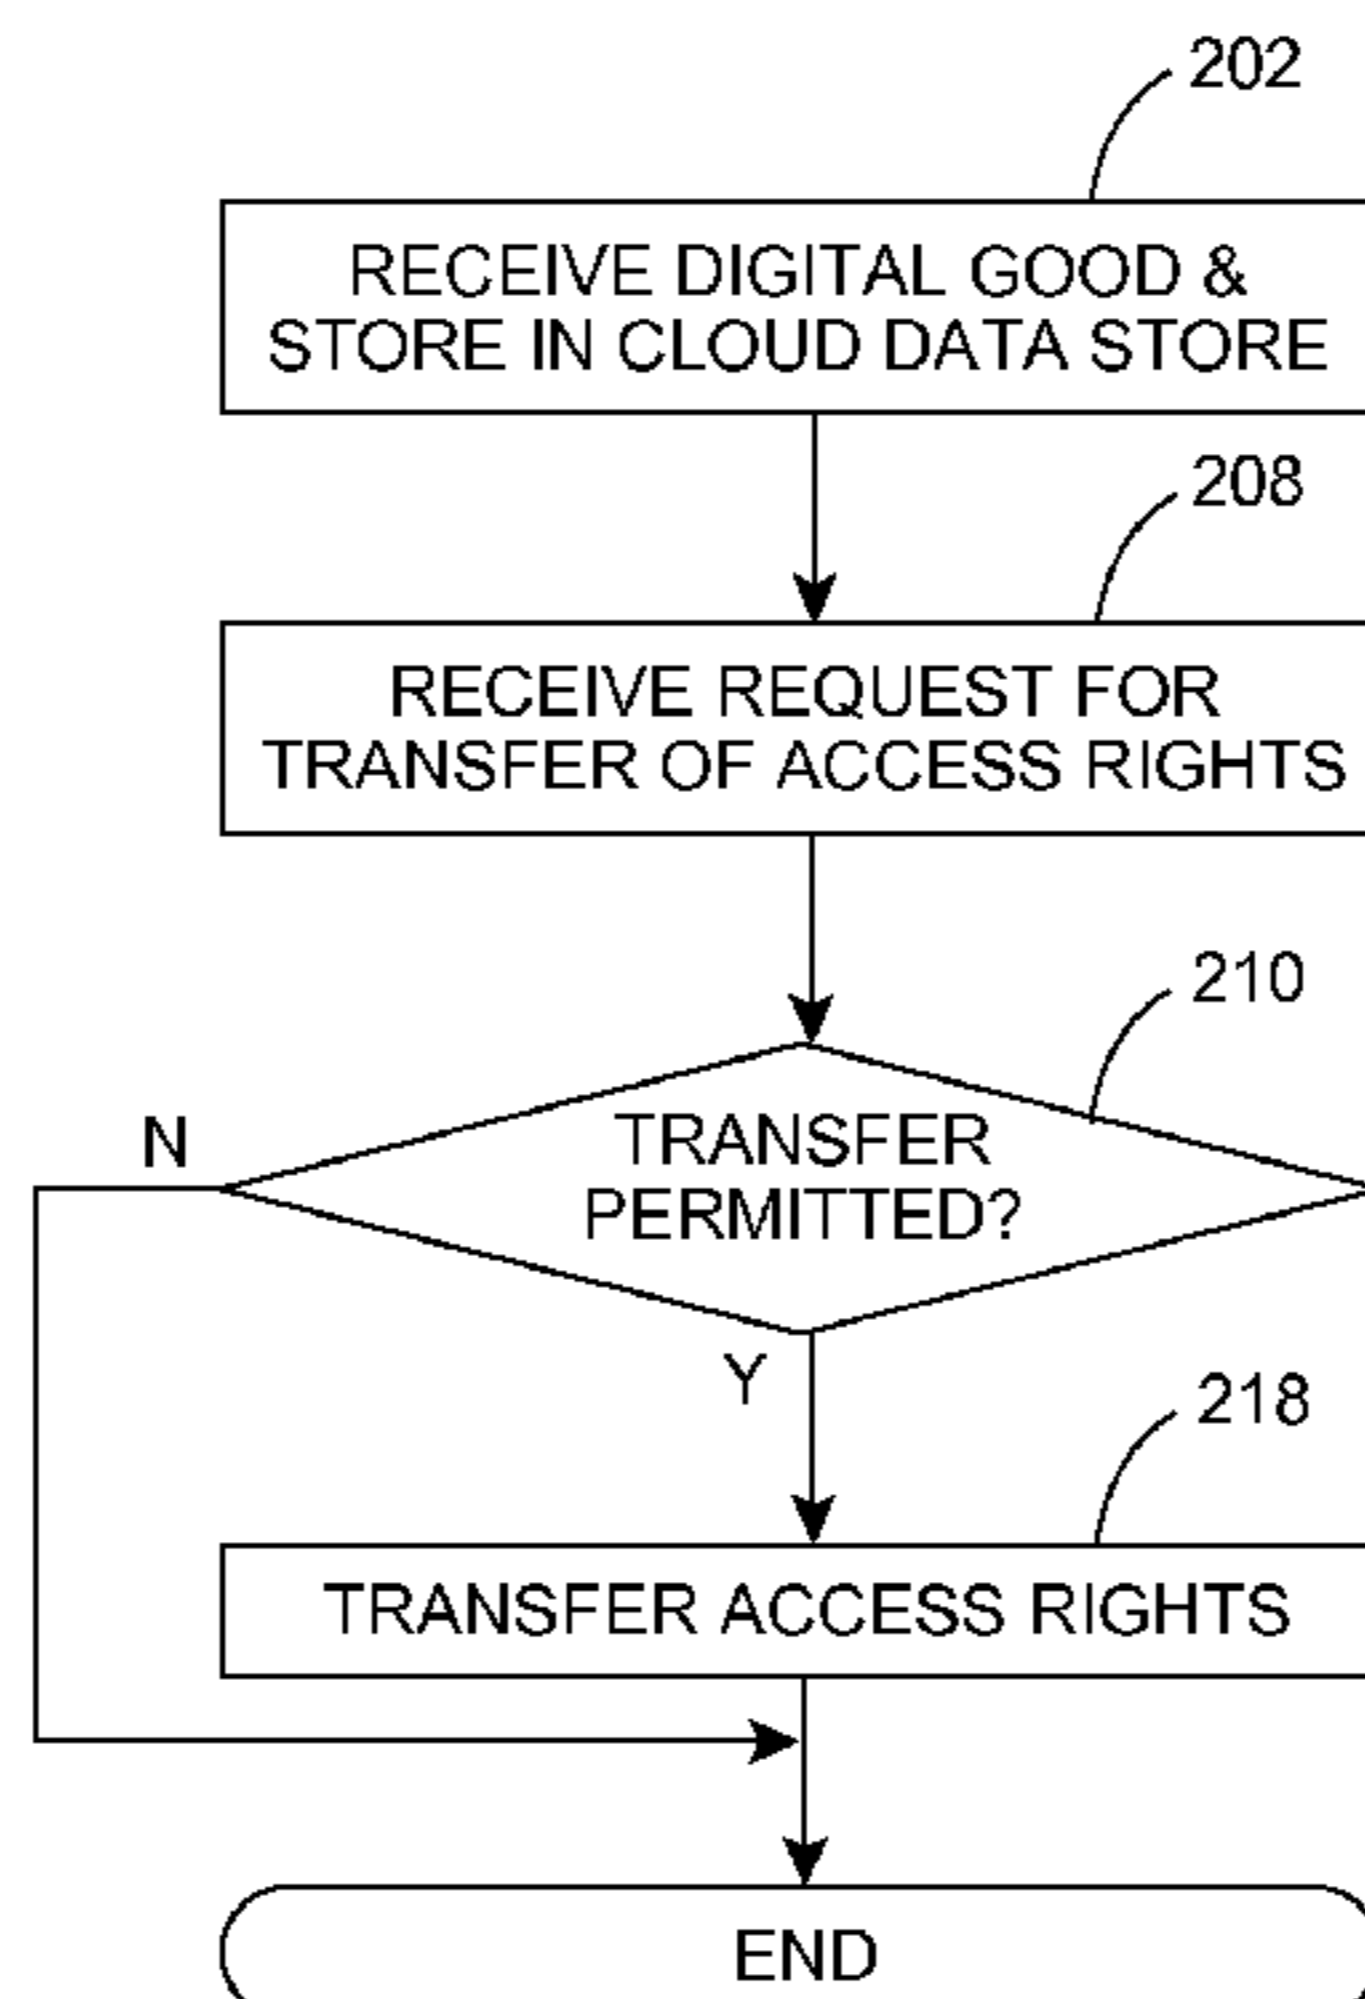 202
RECEIVE DIGITAL GOOD &
STORE IN CLOUD DATA STORE
208
RECEIVE REQUEST FOR
TRANSFER OF ACCESS RIGHTS
210
N
TRANSFER
PERMITTED?
Y
218
TRANSFER ACCESS RIGHTS
END